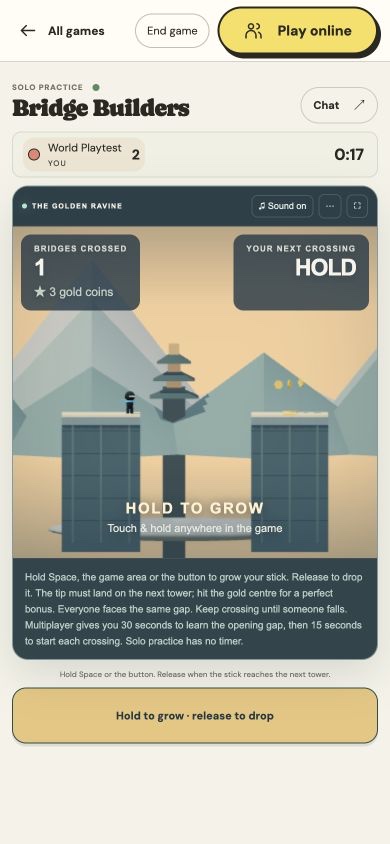 ← All games
End game
Play online
SOLO PRACTICE
Bridge Builders
Chat ↗
World Playtest
YOU
2
0:17
THE GOLDEN RAVINE
♫ Sound on
···
BRIDGES CROSSED
1
★ 3 gold coins
YOUR NEXT CROSSING
HOLD
HOLD TO GROW
Touch & hold anywhere in the game
Hold Space, the game area or the button to grow your stick. Release to drop
it. The tip must land on the next tower; hit the gold centre for a perfect
bonus. Everyone faces the same gap. Keep crossing until someone falls.
Multiplayer gives you 30 seconds to learn the opening gap, then 15 seconds
to start each crossing. Solo practice has no timer.
Hold Space or the button. Release when the stick reaches the next tower.
Hold to grow · release to drop